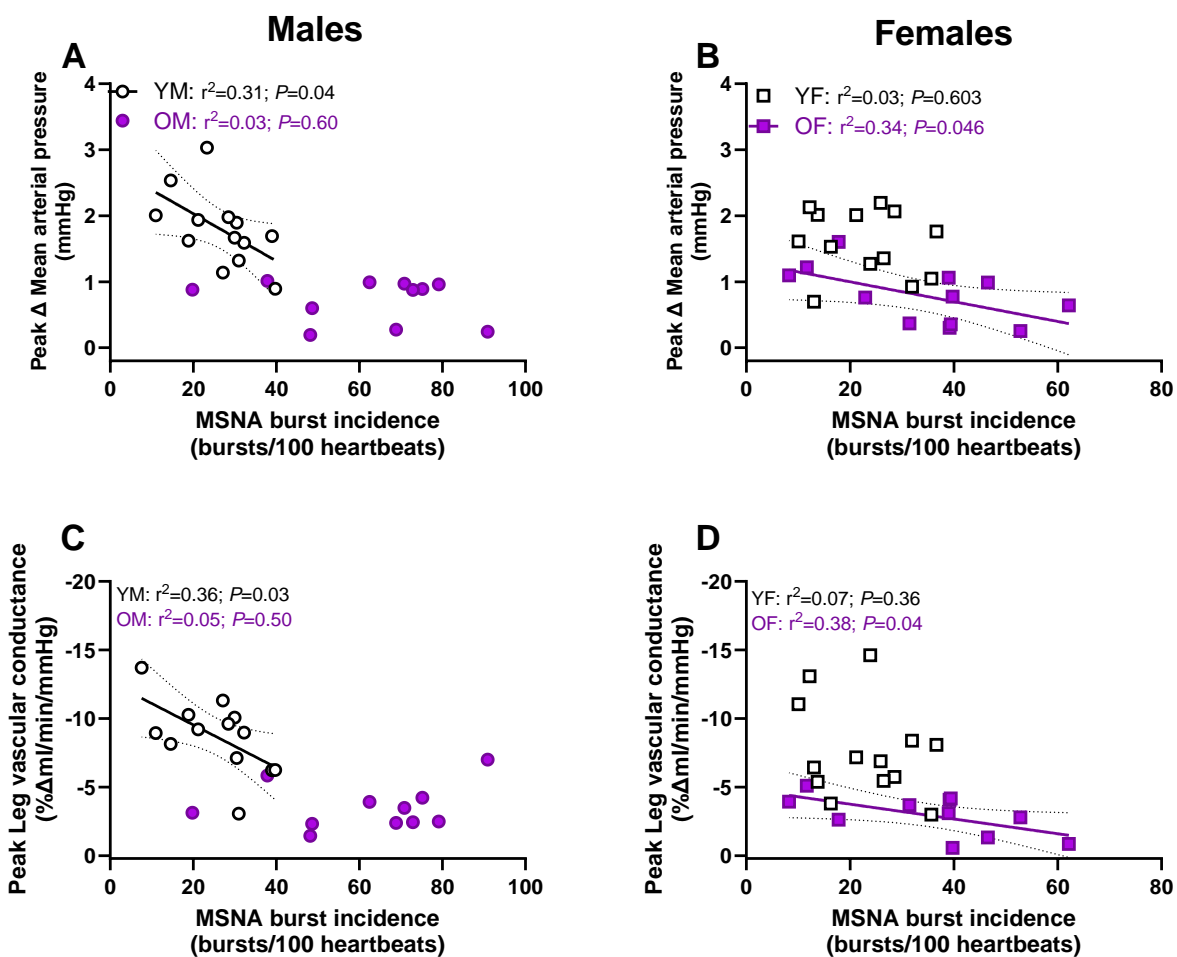 Males
Females
A
YM: r²=0.31; P=0.04
OM: r²=0.03; P=0.60
Peak Δ Mean arterial pressure
(mmHg)
4
3
2
1
0
0 20 40 60 80 100
MSNA burst incidence
(bursts/100 heartbeats)
B
YF: r²=0.03; P=0.603
OF: r²=0.34; P=0.046
Peak Δ Mean arterial pressure
(mmHg)
4
3
2
1
0
0 20 40 60 80
MSNA burst incidence
(bursts/100 heartbeats)
C
YM: r²=0.36; P=0.03
OM: r²=0.05; P=0.50
Peak Leg vascular conductance
(%Δml/min/mmHg)
-20
-15
-10
-5
0
0 20 40 60 80 100
MSNA burst incidence
(bursts/100 heartbeats)
D
YF: r²=0.07; P=0.36
OF: r²=0.38; P=0.04
Peak Leg vascular conductance
(%Δml/min/mmHg)
-20
-15
-10
-5
0
0 20 40 60 80
MSNA burst incidence
(bursts/100 heartbeats)